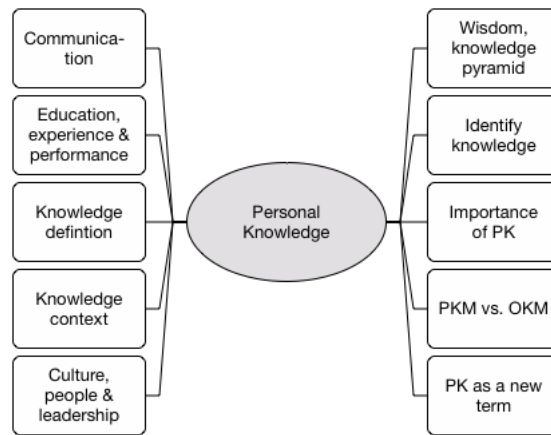 Communica-
tion
Education,
experience &
performance
Knowledge
defintion
Knowledge
context
Culture,
people &
leadership
Personal
Knowledge
Wisdom,
knowledge
pyramid
Identify
knowledge
Importance
of PK
PKM vs. OKM
PK as a new
term